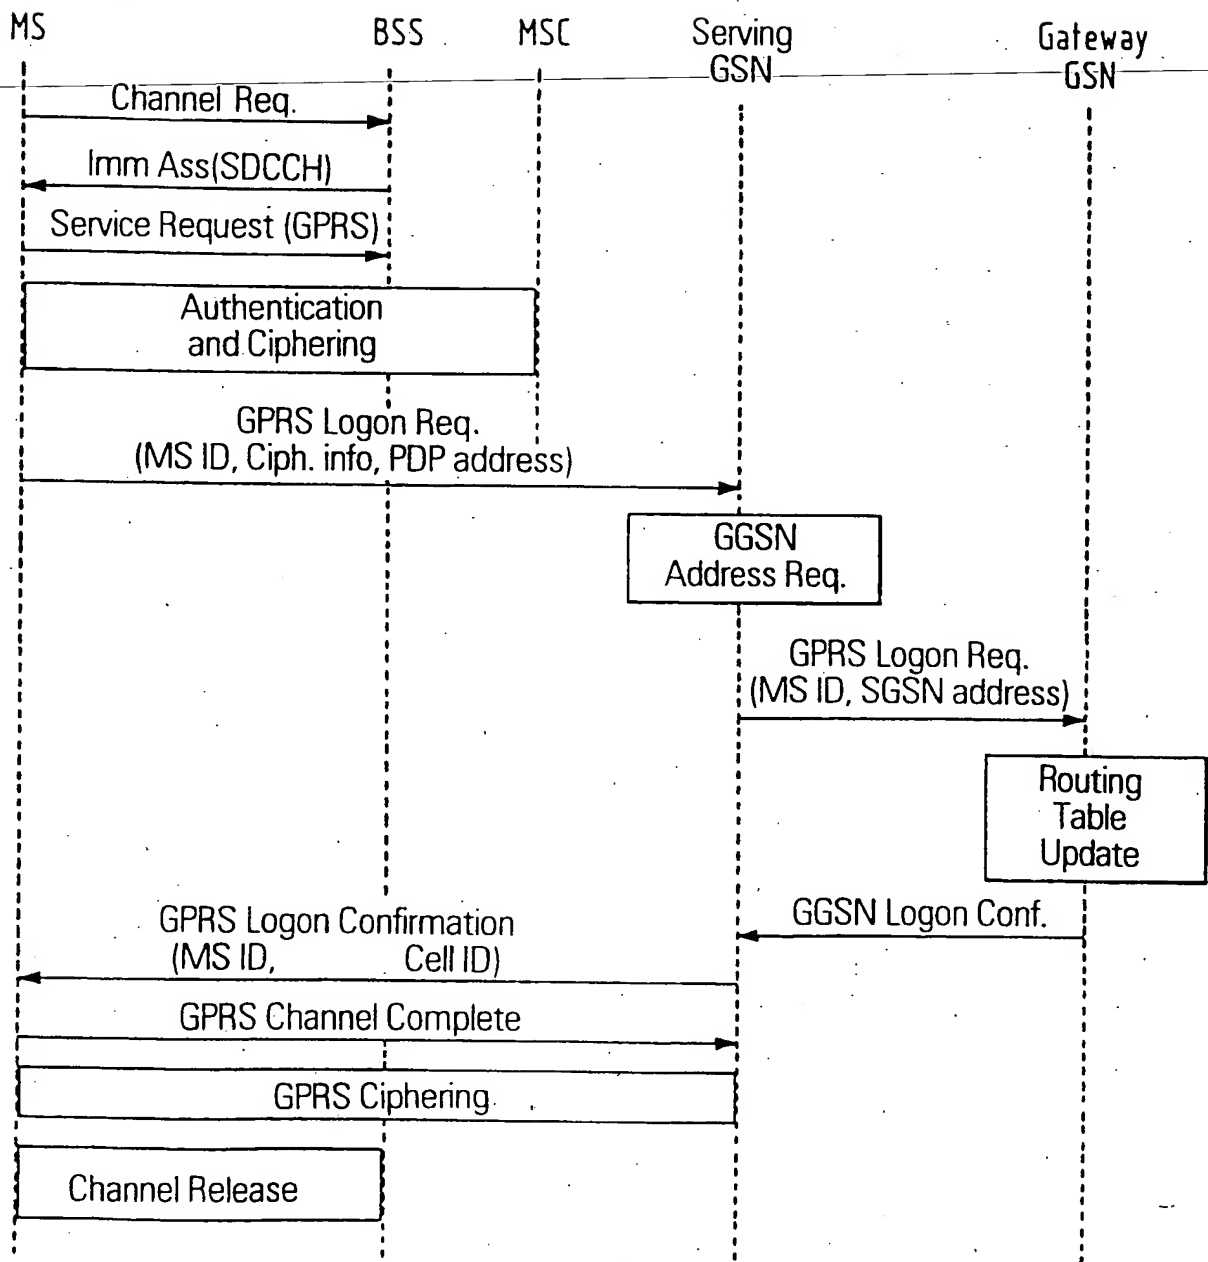 MS
BSS
MSC
Serving
GSN
Gateway
GSN
Channel Req.
Imm Ass(SDCCH)
Service Request (GPRS)
Authentication
and Ciphering
GPRS Logon Req.
(MS ID, Ciph. info, PDP address)
GGSN
Address Req.
GPRS Logon Req.
(MS ID, SGSN address)
Routing
Table
Update
GGSN Logon Conf.
GPRS Logon Confirmation
(MS ID, Cell ID)
GPRS Channel Complete
GPRS Ciphering
Channel Release